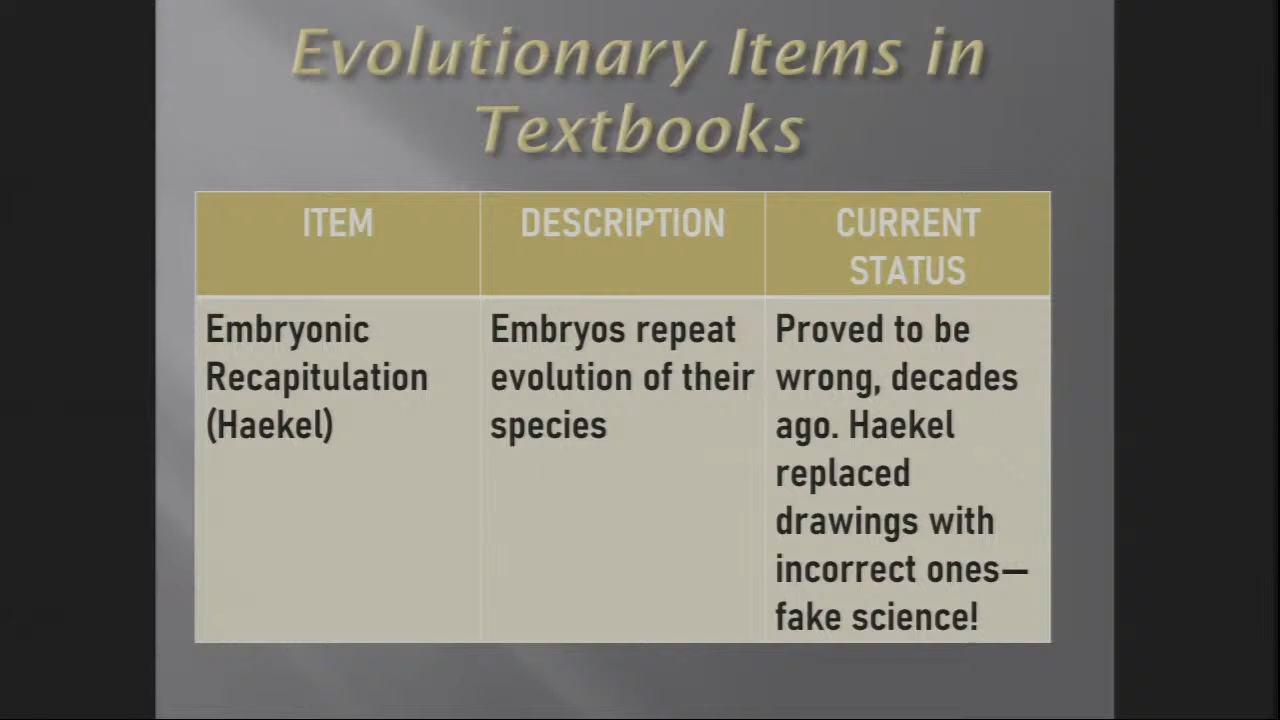 Evolutionary Items in
Textbooks
ITEM
DESCRIPTION
CURRENT
STATUS
Embryonic
Recapitulation
(Haekel)
Embryos repeat
evolution of their
species
Proved to be
wrong, decades
ago. Haekel
replaced
drawings with
incorrect ones—
fake science!